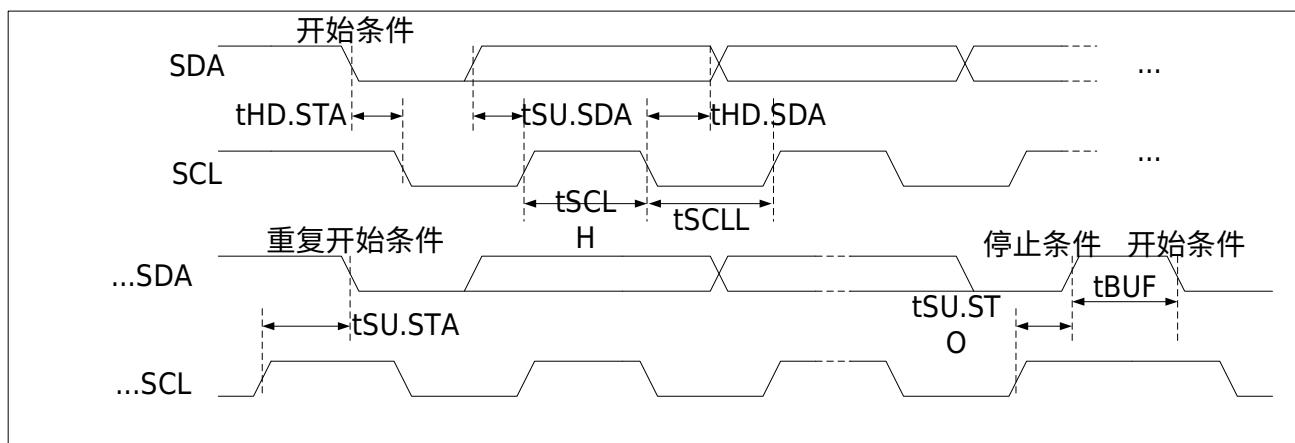 开始条件
SDA
...
tHD.STA
tSU.SDA
tHD.SDA
SCL
...
tSCL
H
tSCLL
重复开始条件
停止条件
开始条件
...SDA
tBUF
tSU.STA
tSU.ST
O
...SCL